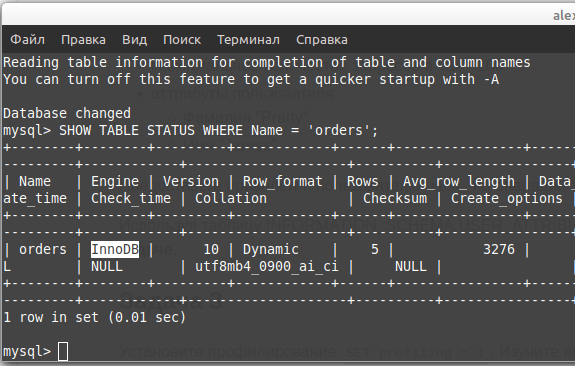 alex
Файл Правка Вид Поиск Терминал Справка
Reading table information for completion of table and column names
You can turn off this feature to get a quicker startup with -A
Database changed
mysql> SHOW TABLE STATUS WHERE Name = 'orders';
+--------+--------+---------+------------+------+----------------+------
---------+------------+--------------------+----------+----------------+
| Name | Engine | Version | Row_format | Rows | Avg_row_length | Data_
ate_time | Check_time | Collation | Checksum | Create_options |
+--------+--------+---------+------------+------+----------------+------
---------+------------+--------------------+----------+----------------+
| orders | InnoDB | 10 | Dynamic | 5 | 3276 |
L | NULL | utf8mb4_0900_ai_ci | NULL | |
+--------+--------+---------+------------+------+----------------+------
---------+------------+--------------------+----------+----------------+
1 row in set (0.01 sec)
mysql>